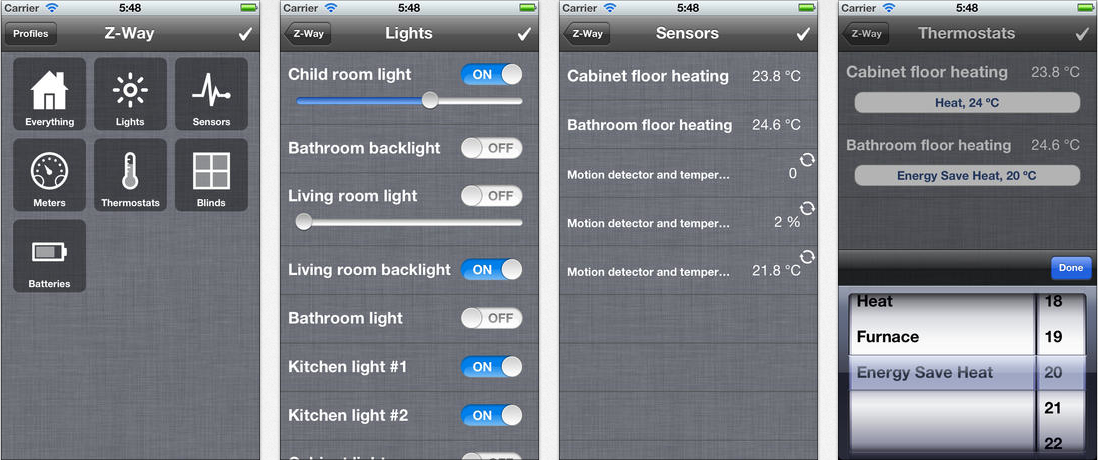 Carrier 5:48
Profiles Z-Way
Everything Lights Sensors
Meters Thermostats Blinds
Batteries
Carrier 5:48
Z-Way Lights
Child room light ON
Bathroom backlight OFF
Living room light OFF
Living room backlight ON
Bathroom light OFF
Kitchen light #1 ON
Kitchen light #2 ON
Cabinet light OFF
Carrier 5:48
Z-Way Sensors
Cabinet floor heating 23.8 °C
Bathroom floor heating 24.6 °C
Motion detector and temper... 0
Motion detector and temper... 2 %
Motion detector and temper... 21.8 °C
Carrier 5:48
Z-Way Thermostats
Cabinet floor heating 23.8 °C
Heat, 24 °C
Bathroom floor heating 24.6 °C
Energy Save Heat, 20 °C
Done
Heat 18
Furnace 19
Energy Save Heat 20
21
22